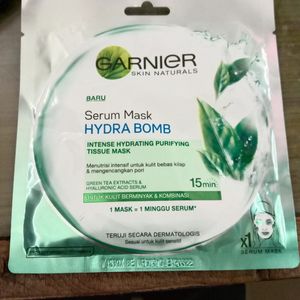 GARNIER
SKIN NATURALS
BARU
Serum Mask
HYDRA BOMB
INTENSE HYDRATING PURIFYING
TISSUE MASK
Menutrisi intensif untuk kulit bebas kilap
& mengencangkan pori
GREEN TEA EXTRACTS &
HYALURONIC ACID SERUM
15min
UNTUK KULIT BERMINYAK & KOMBINASI
1 MASK = 1 MINGGU SERUM*
TERUJI SECARA DERMATOLOGIS
Sesuai untuk kulit sensitif
x1
SERUM MASK